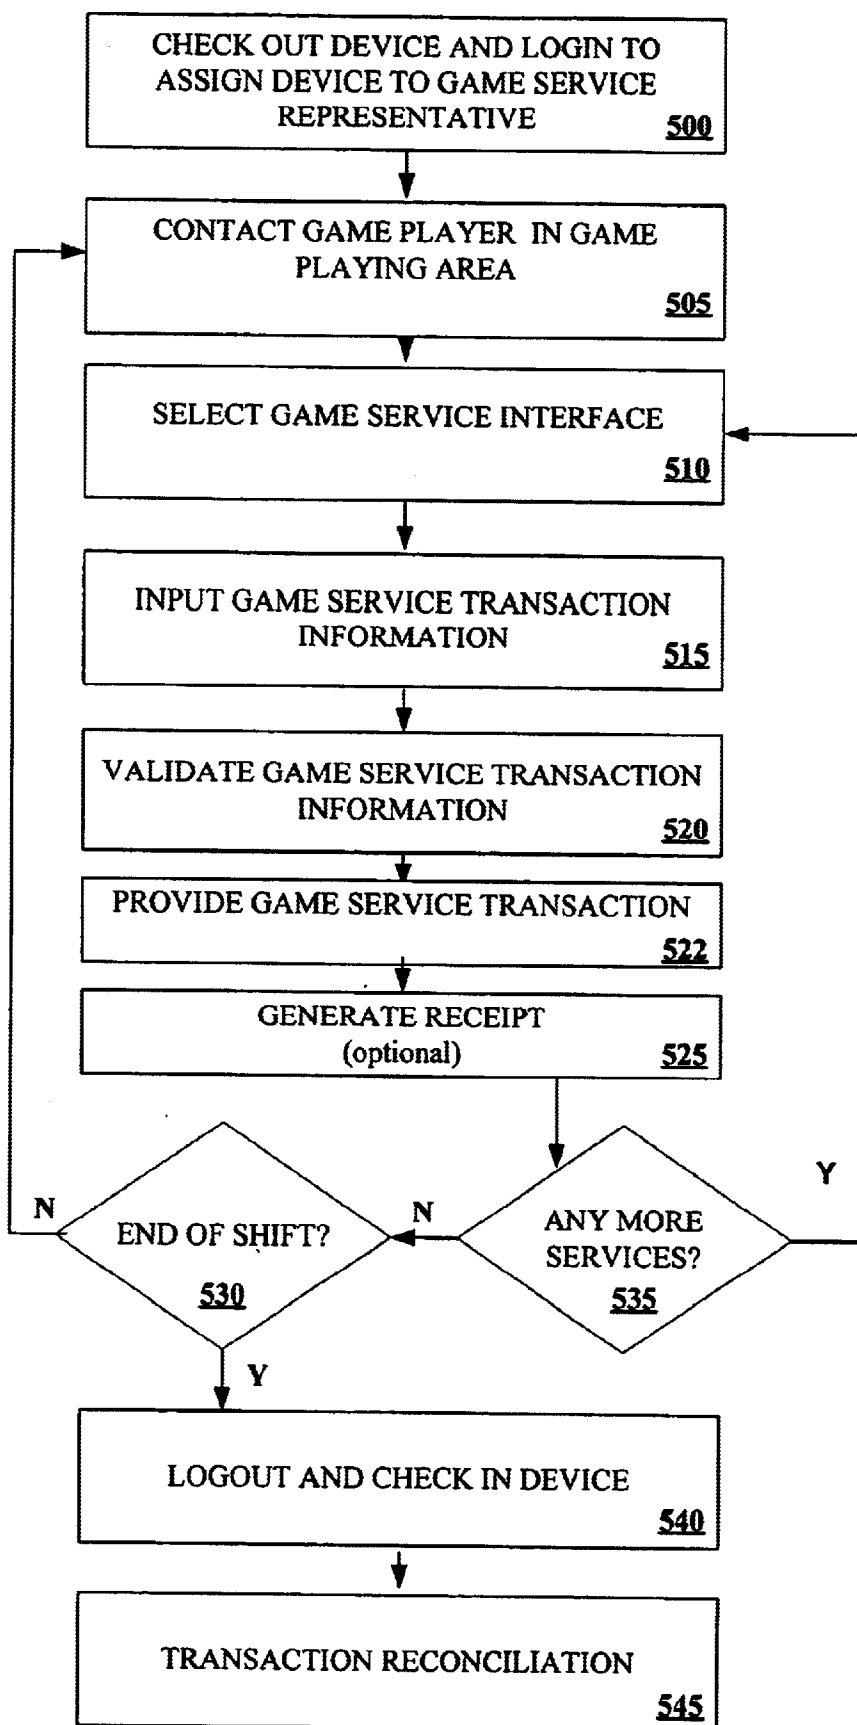 CHECK OUT DEVICE AND LOGIN TO
ASSIGN DEVICE TO GAME SERVICE
REPRESENTATIVE
500
CONTACT GAME PLAYER IN GAME
PLAYING AREA
505
SELECT GAME SERVICE INTERFACE
510
INPUT GAME SERVICE TRANSACTION
INFORMATION
515
VALIDATE GAME SERVICE TRANSACTION
INFORMATION
520
PROVIDE GAME SERVICE TRANSACTION
522
GENERATE RECEIPT
(optional)
525
N
END OF SHIFT?
530
N
ANY MORE
SERVICES?
535
Y
Y
LOGOUT AND CHECK IN DEVICE
540
TRANSACTION RECONCILIATION
545